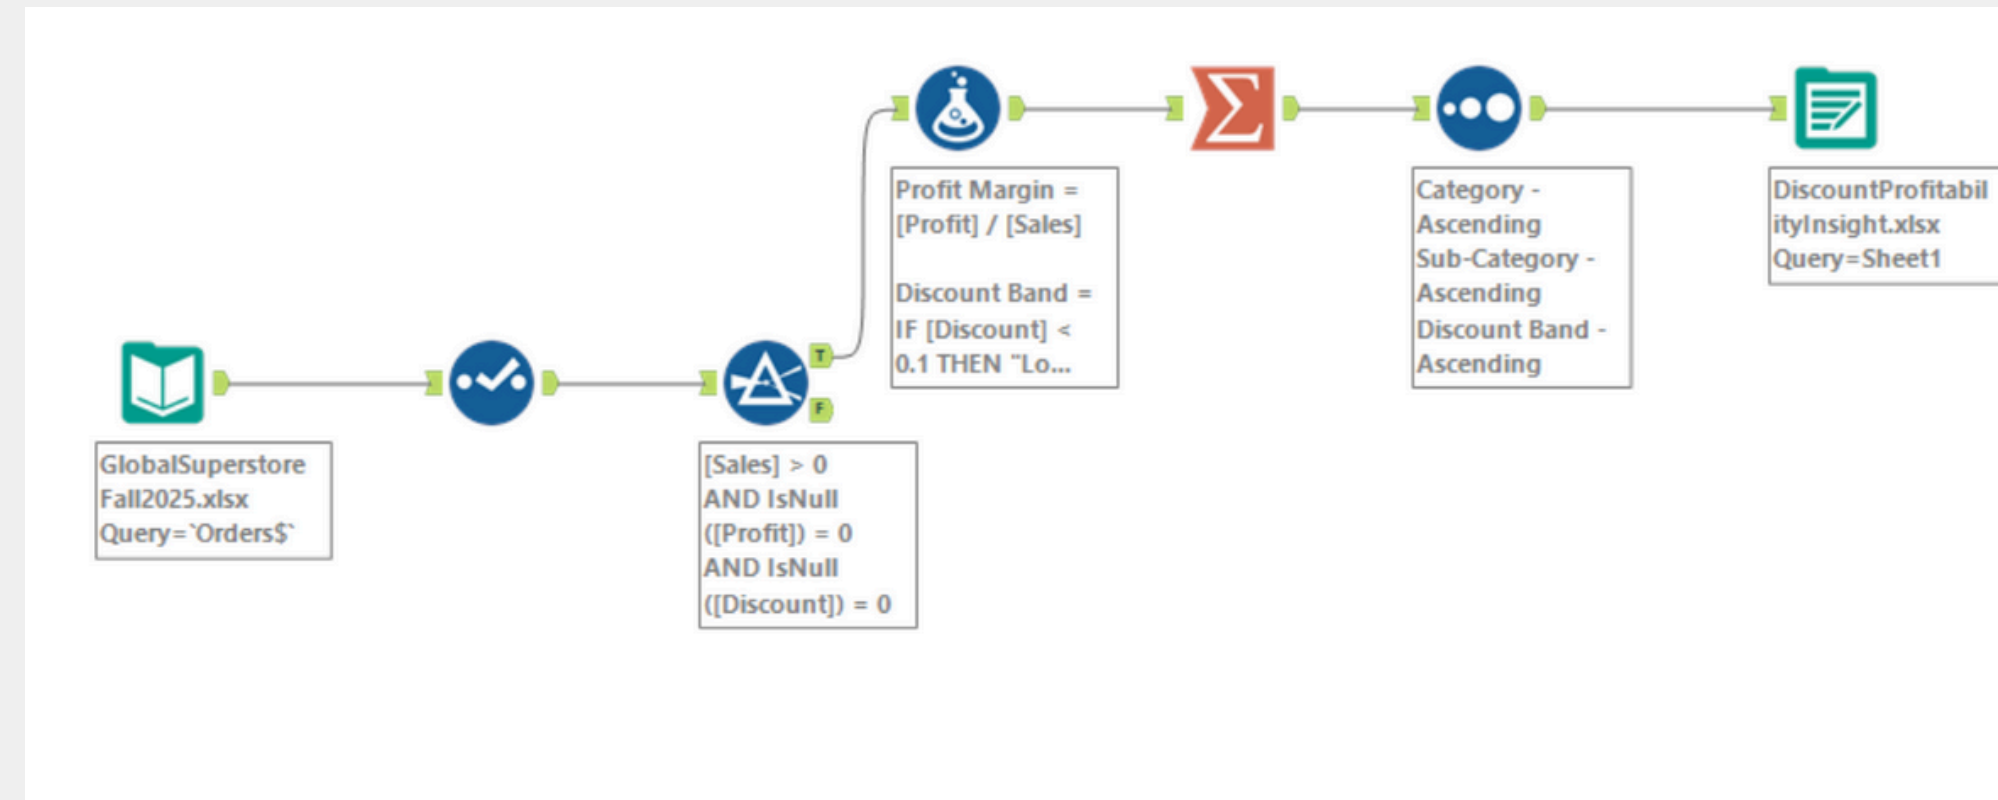 GlobalSuperstore
Fall2025.xlsx
Query=`Orders$`
T
F
[Sales] > 0
AND IsNull
([Profit]) = 0
AND IsNull
([Discount]) = 0
Profit Margin =
[Profit] / [Sales]
Discount Band =
IF [Discount] <
0.1 THEN "Lo...
Σ
Category -
Ascending
Sub-Category -
Ascending
Discount Band -
Ascending
DiscountProfitabil
ityInsight.xlsx
Query=Sheet1